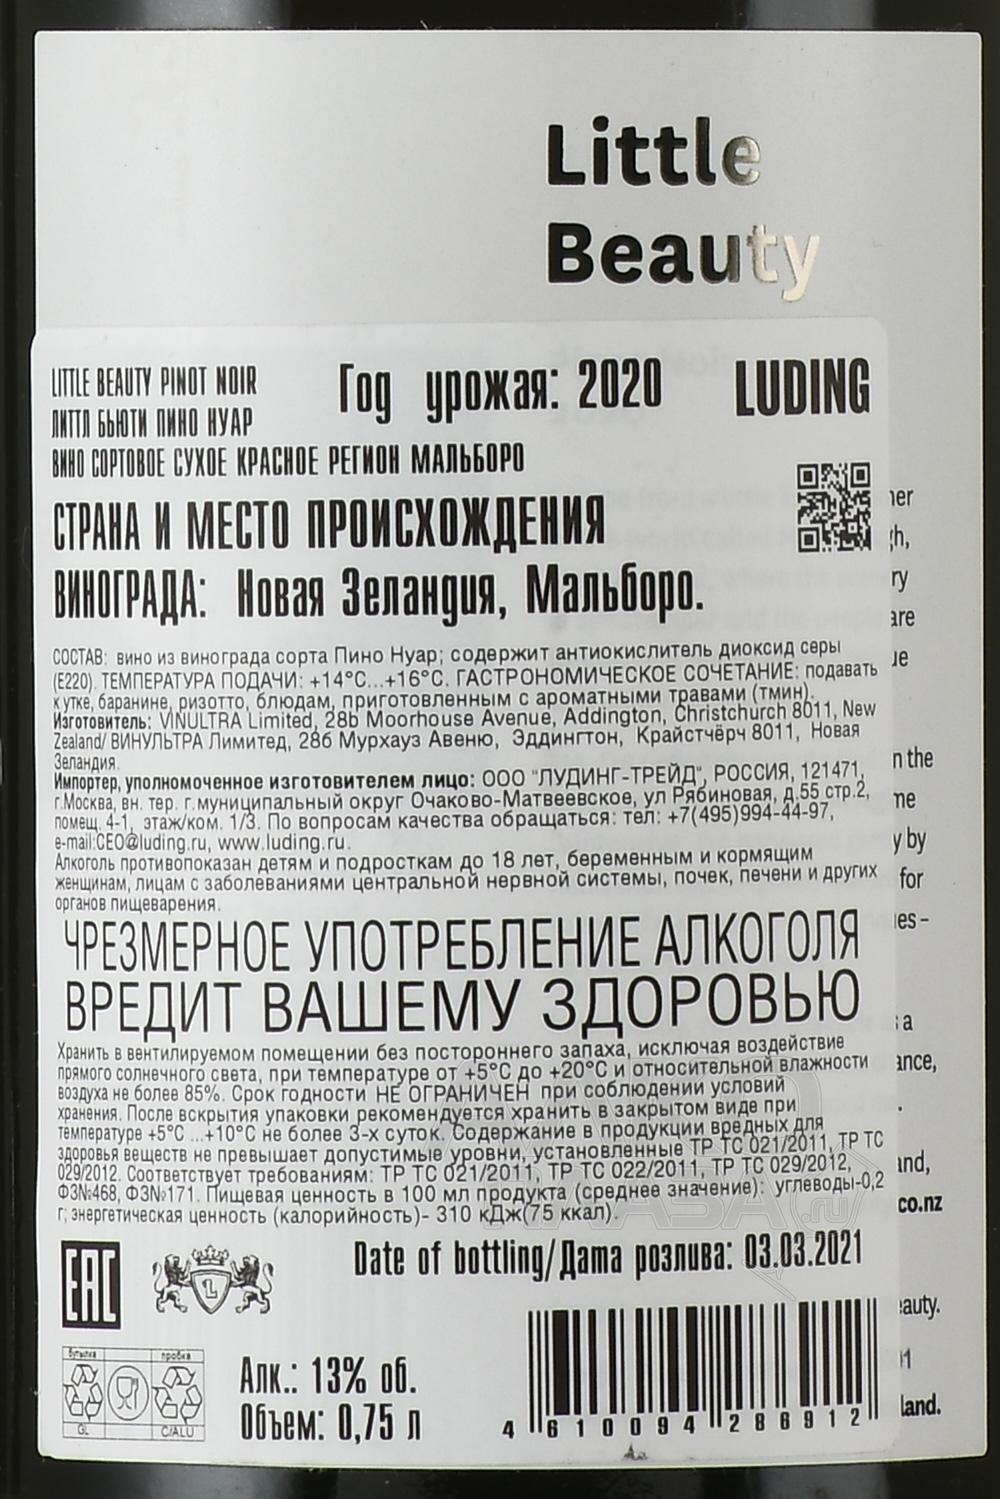 Little
Beauty
LITTLE BEAUTY PINOT NOIR
ЛИТТЛ БЬЮТИ ПИНО НУАР
Год урожая: 2020
LUDING
ВИНО СОРТОВОЕ СУХОЕ КРАСНОЕ РЕГИОН МАЛЬБОРО
СТРАНА И МЕСТО ПРОИСХОЖДЕНИЯ
ВИНОГРАДА: Новая Зеландия, Мальборо.
СОСТАВ: вино из винограда сорта Пино Нуар; содержит антиокислитель диоксид серы
(Е220). ТЕМПЕРАТУРА ПОДАЧИ: +14°С...+16°С. ГАСТРОНОМИЧЕСКОЕ СОЧЕТАНИЕ: подавать
к утке, баранине, ризотто, блюдам, приготовленным с ароматными травами (тмин).
Изготовитель: VINULTRA Limited, 28b Moorhouse Avenue, Addington, Christchurch 8011, New
Zealand/ ВИНУЛЬТРА Лимитед, 28б Мурхауз Авеню, Эддингтон, Крайстчёрч 8011, Новая
Зеландия.
Импортер, уполномоченное изготовителем лицо: ООО "ЛУДИНГ-ТРЕЙД", РОССИЯ, 121471,
г.Москва, вн. тер. г.муниципальный округ Очаково-Матвеевское, ул Рябиновая, д.55 стр.2,
помещ. 4-1, этаж/ком. 1/3. По вопросам качества обращаться: тел: +7(495)994-44-97,
e-mail:CEO@luding.ru, www.luding.ru.
Алкоголь противопоказан детям и подросткам до 18 лет, беременным и кормящим
женщинам, лицам с заболеваниями центральной нервной системы, почек, печени и других
органов пищеварения.
ЧРЕЗМЕРНОЕ УПОТРЕБЛЕНИЕ АЛКОГОЛЯ
ВРЕДИТ ВАШЕМУ ЗДОРОВЬЮ
Хранить в вентилируемом помещении без постороннего запаха, исключая воздействие
прямого солнечного света, при температуре от +5°С до +20°С и относительной влажности
воздуха не более 85%. Срок годности НЕ ОГРАНИЧЕН при соблюдении условий
хранения. После вскрытия упаковки рекомендуется хранить в закрытом виде при
температуре +5°С ...+10°С не более 3-х суток. Содержание в продукции вредных для
здоровья веществ не превышает допустимые уровни, установленные ТР ТС 021/2011, ТР ТС
029/2012. Соответствует требованиям: ТР ТС 021/2011, ТР ТС 022/2011, ТР ТС 029/2012,
ФЗ№468, ФЗ№171. Пищевая ценность в 100 мл продукта (среднее значение): углеводы-0,2
г; энергетическая ценность (калорийность)- 310 кДж(75 ккал).
Date of bottling/Дата розлива: 03.03.2021
EAC
L
бутылка
пробка
GL
C/ALU
Алк.: 13% об.
Объем: 0,75 л
4 610094 286912
the
by
for
a
co.nz